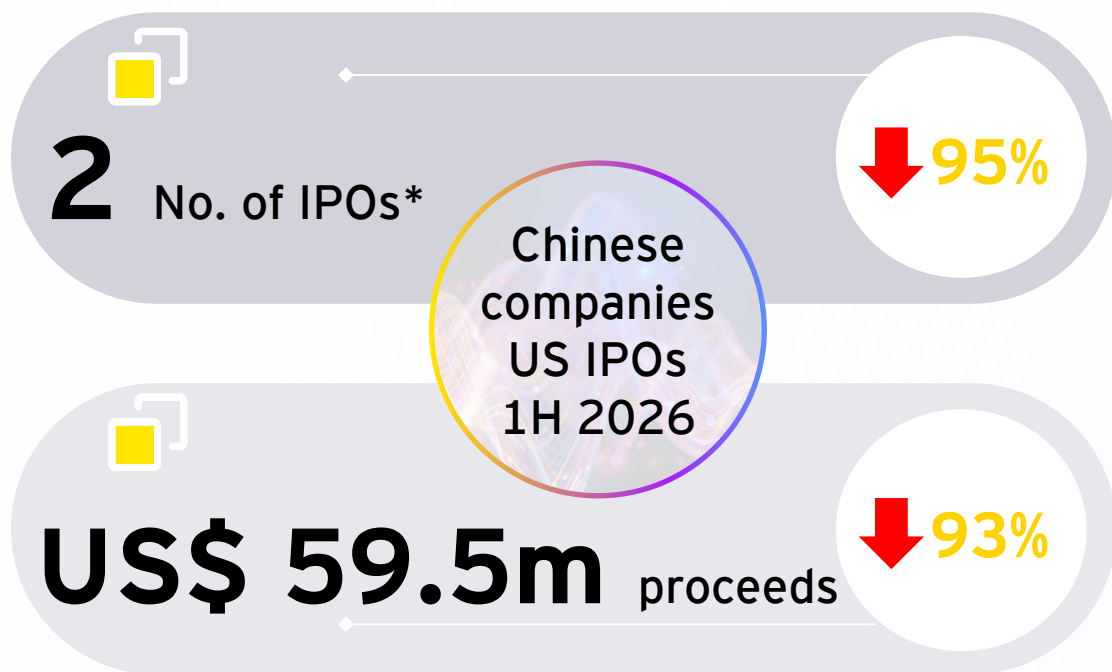 2 No. of IPOs*
95%
Chinese
companies
US IPOs
1H 2026
US$ 59.5m proceeds
93%